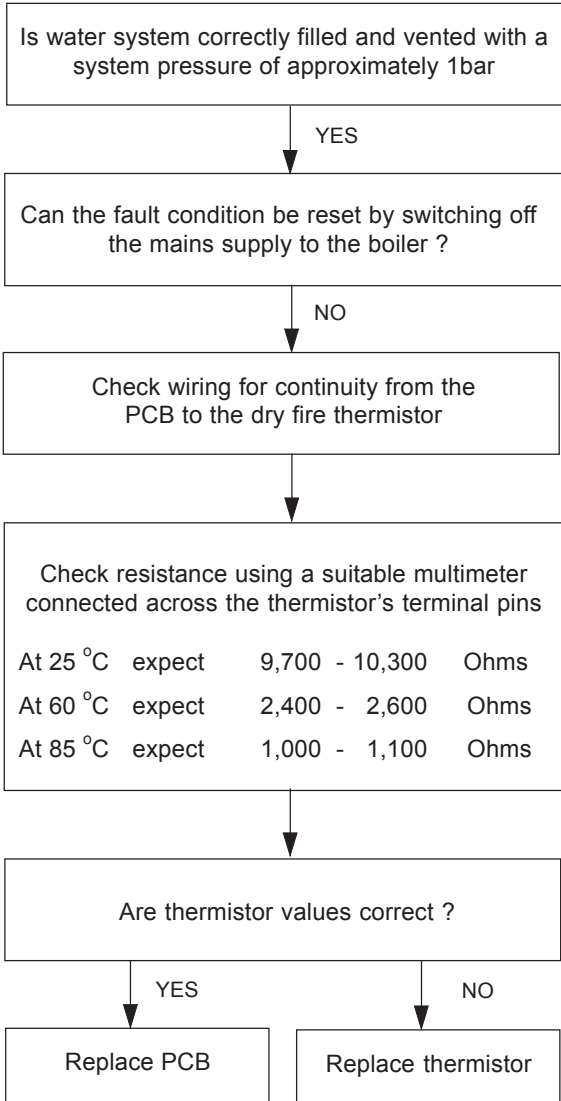 Is water system correctly filled and vented with a
system pressure of approximately 1bar
YES
Can the fault condition be reset by switching off
the mains supply to the boiler ?
NO
Check wiring for continuity from the
PCB to the dry fire thermistor
Check resistance using a suitable multimeter
connected across the thermistor's terminal pins
At 25 °C expect 9,700 - 10,300 Ohms
At 60 °C expect 2,400 - 2,600 Ohms
At 85 °C expect 1,000 - 1,100 Ohms
Are thermistor values correct ?
YES
NO
Replace PCB
Replace thermistor